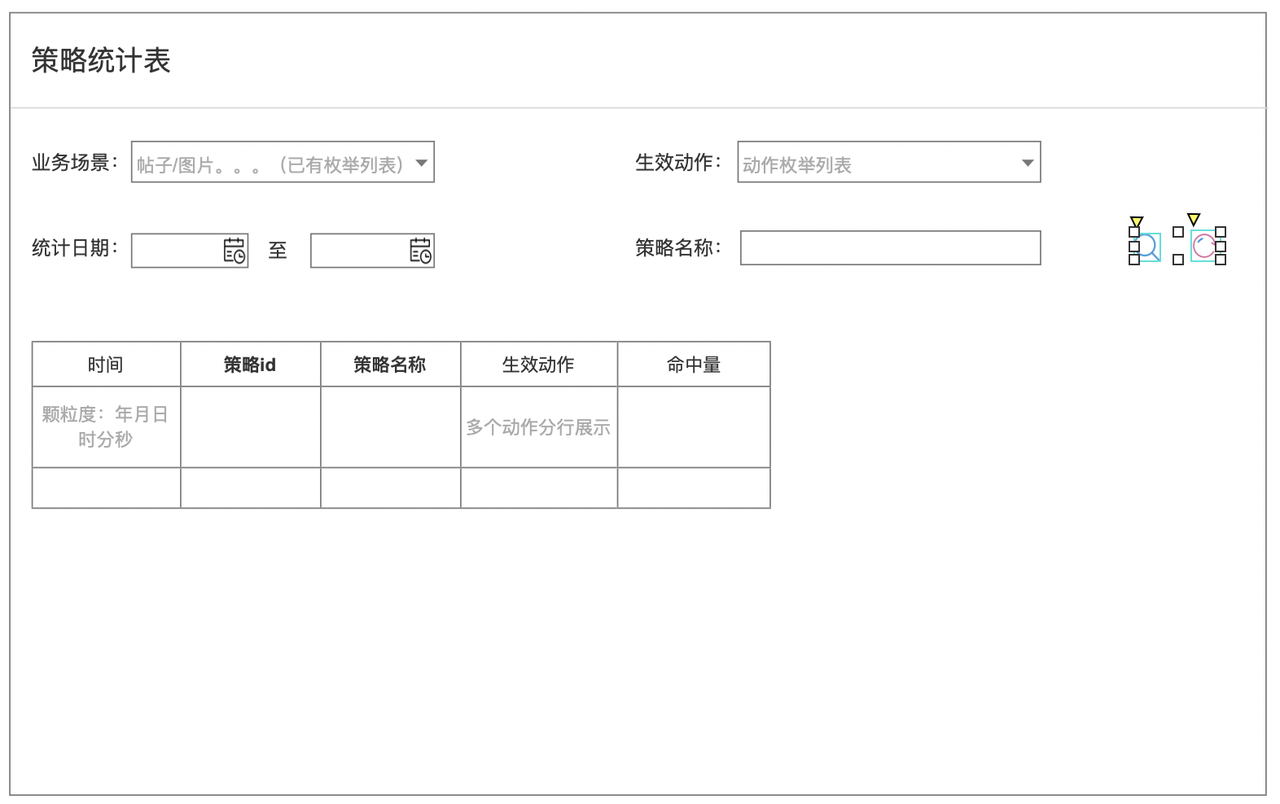 策略统计表
业务场景： 帖子/图片。。。（已有枚举列表） 生效动作： 动作枚举列表
统计日期： 至 策略名称：
时间 策略id 策略名称 生效动作 命中量
颗粒度：年月日
时分秒
多个动作分行展示